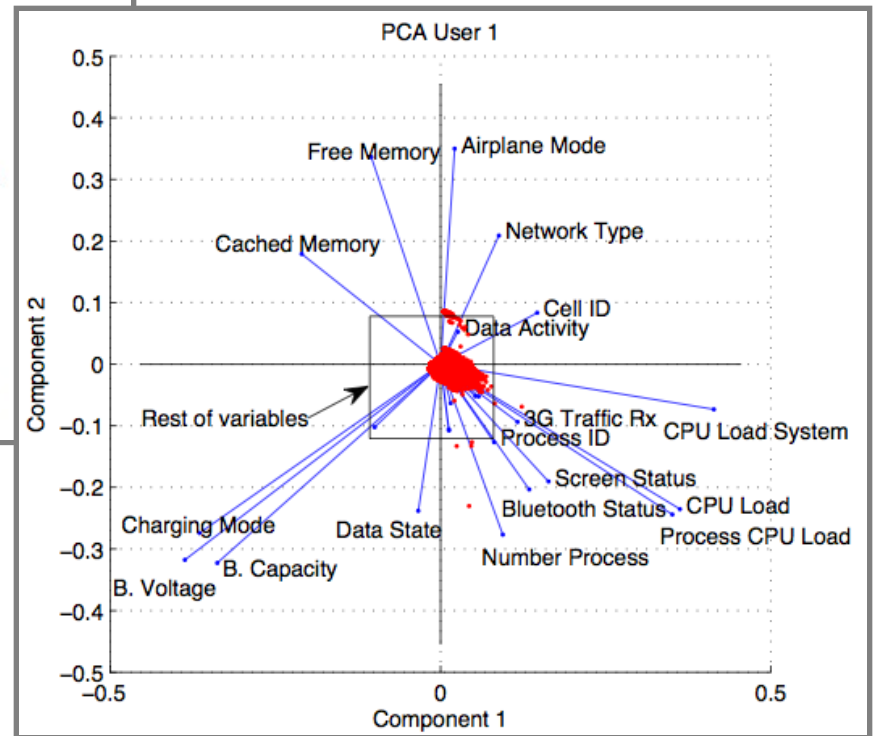 PCA User 1
0.5
0.4
0.3
0.2
0.1
0
−0.1
−0.2
−0.3
−0.4
−0.5
Component 2
Free Memory
Airplane Mode
Network Type
Cached Memory
Cell ID
Data Activity
Rest of variables
3G Traffic Rx
CPU Load System
Process ID
Screen Status
Bluetooth Status
CPU Load
Charging Mode
Data State
Process CPU Load
Number Process
B. Capacity
B. Voltage
−0.5
0
0.5
Component 1